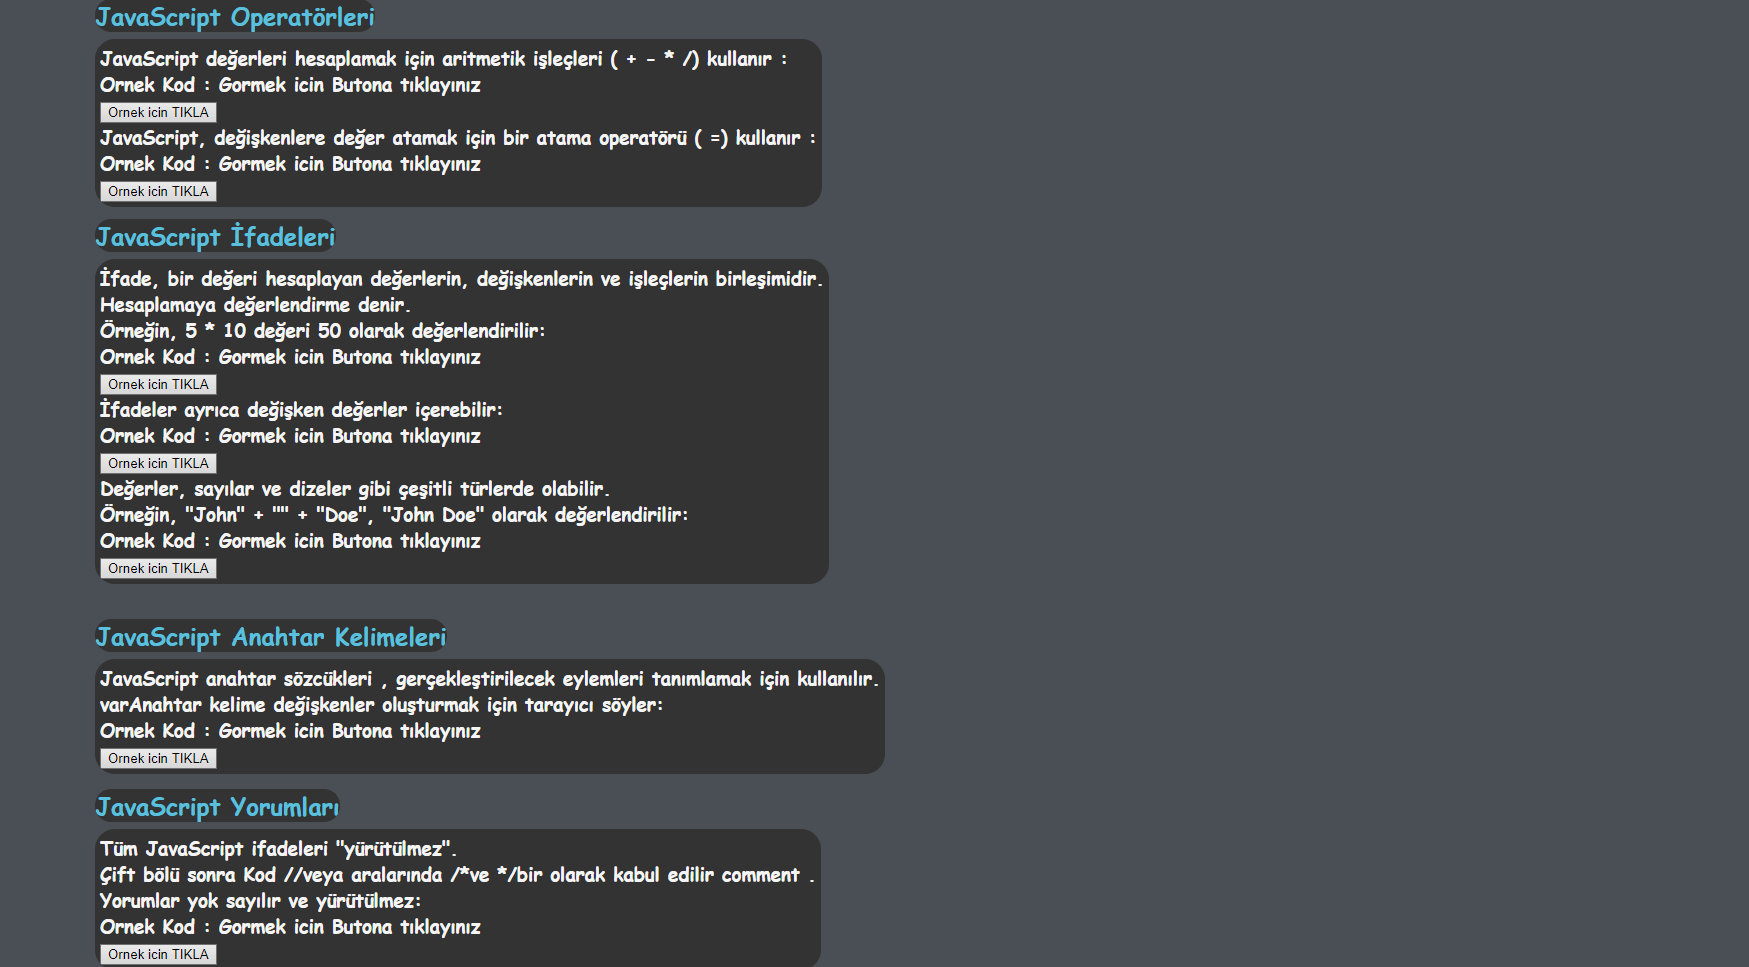 JavaScript Operatörleri
JavaScript değerleri hesaplamak için aritmetik işleçleri ( + - * /) kullanır :
Ornek Kod : Gormek icin Butona tıklayınız
Ornek icin TIKLA
JavaScript, değişkenlere değer atamak için bir atama operatörü ( =) kullanır :
Ornek Kod : Gormek icin Butona tıklayınız
Ornek icin TIKLA
JavaScript İfadeleri
İfade, bir değeri hesaplayan değerlerin, değişkenlerin ve işleçlerin birleşimidir.
Hesaplamaya değerlendirme denir.
Örneğin, 5 * 10 değeri 50 olarak değerlendirilir:
Ornek Kod : Gormek icin Butona tıklayınız
Ornek icin TIKLA
İfadeler ayrıca değişken değerler içerebilir:
Ornek Kod : Gormek icin Butona tıklayınız
Ornek icin TIKLA
Değerler, sayılar ve dizeler gibi çeşitli türlerde olabilir.
Örneğin, "John" + "" + "Doe", "John Doe" olarak değerlendirilir:
Ornek Kod : Gormek icin Butona tıklayınız
Ornek icin TIKLA
JavaScript Anahtar Kelimeleri
JavaScript anahtar sözcükleri , gerçekleştirilecek eylemleri tanımlamak için kullanılır.
varAnahtar kelime değişkenler oluşturmak için tarayıcı söyler:
Ornek Kod : Gormek icin Butona tıklayınız
Ornek icin TIKLA
JavaScript Yorumları
Tüm JavaScript ifadeleri "yürütülmez".
Çift bölü sonra Kod //veya aralarında /*ve */bir olarak kabul edilir comment .
Yorumlar yok sayılır ve yürütülmez:
Ornek Kod : Gormek icin Butona tıklayınız
Ornek icin TIKLA